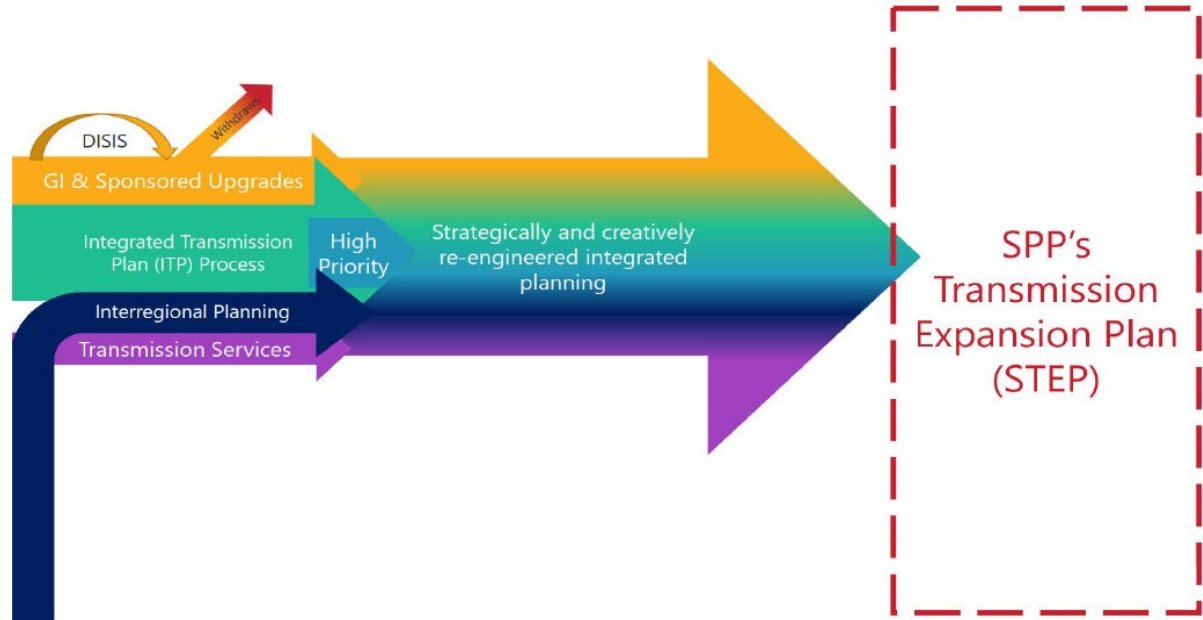 DISIS
Withdraws
GI & Sponsored Upgrades
Integrated Transmission
Plan (ITP) Process
High
Priority
Interregional Planning
Transmission Services
Strategically and creatively
re-engineered integrated
planning
SPP's
Transmission
Expansion Plan
(STEP)